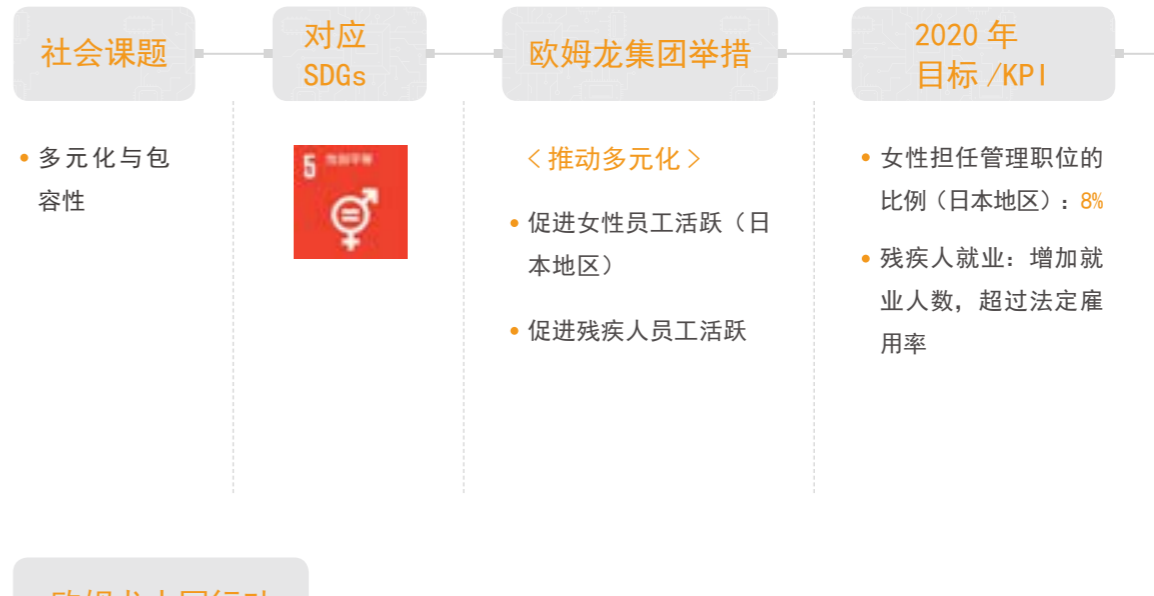 社会课题
对应
SDGs
欧姆龙集团举措
2020 年
目标 /KPI
• 多元化与包
容性
5 性别平等
< 推动多元化 >
• 促进女性员工活跃（日
本地区）
• 促进残疾人员工活跃
• 女性担任管理职位的
比例（日本地区）: 8%
• 残疾人就业: 增加就
业人数, 超过法定雇
用率